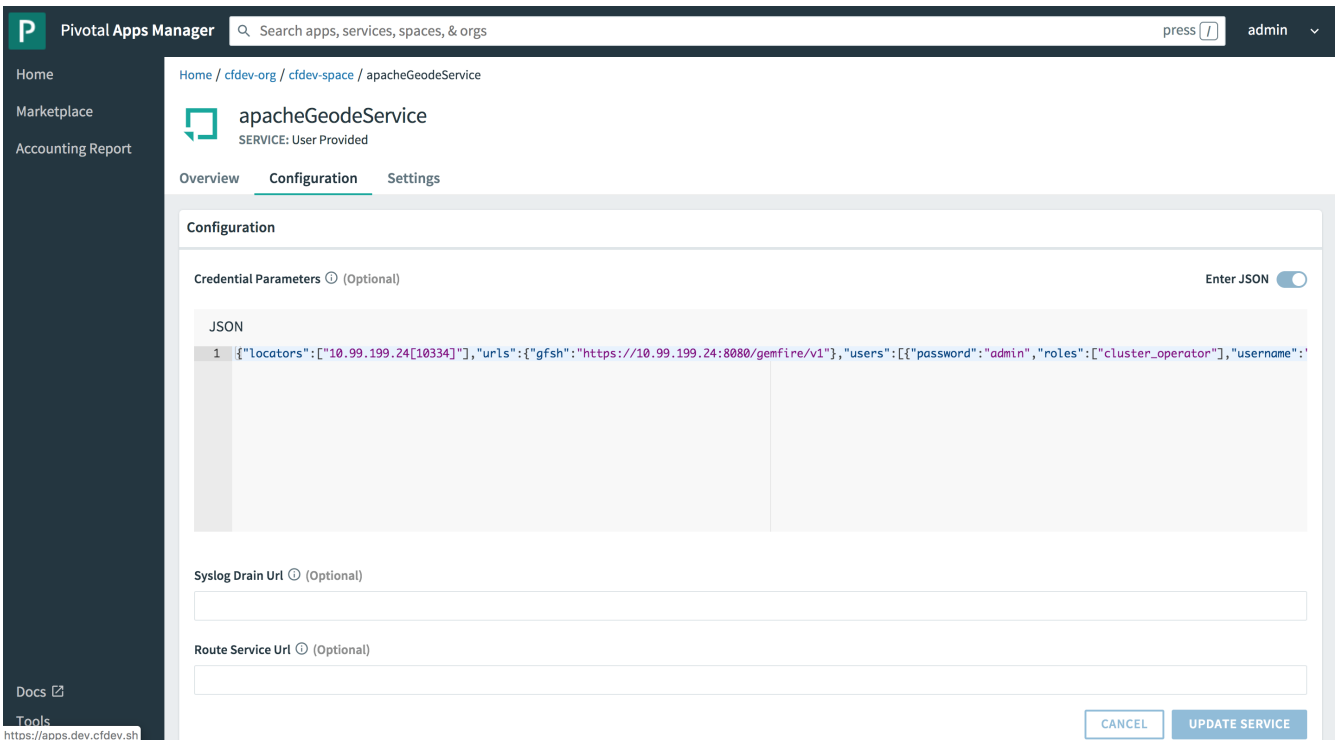 P Pivotal Apps Manager Search apps, services, spaces, & orgs press / admin
Home
Marketplace
Accounting Report
Home / cfdev-org / cfdev-space / apacheGeodeService
apacheGeodeService
SERVICE: User Provided
Overview Configuration Settings
Configuration
Credential Parameters (Optional) Enter JSON
JSON
1 {"locators":["10.99.199.24[10334]"],"urls":{"gfsh":"https://10.99.199.24:8080/gemfire/v1"},"users":[{"password":"admin","roles":["cluster_operator"],"username":"
Syslog Drain Url (Optional)
Route Service Url (Optional)
CANCEL UPDATE SERVICE
Docs
Tools
https://apps.dev.cfdev.sh